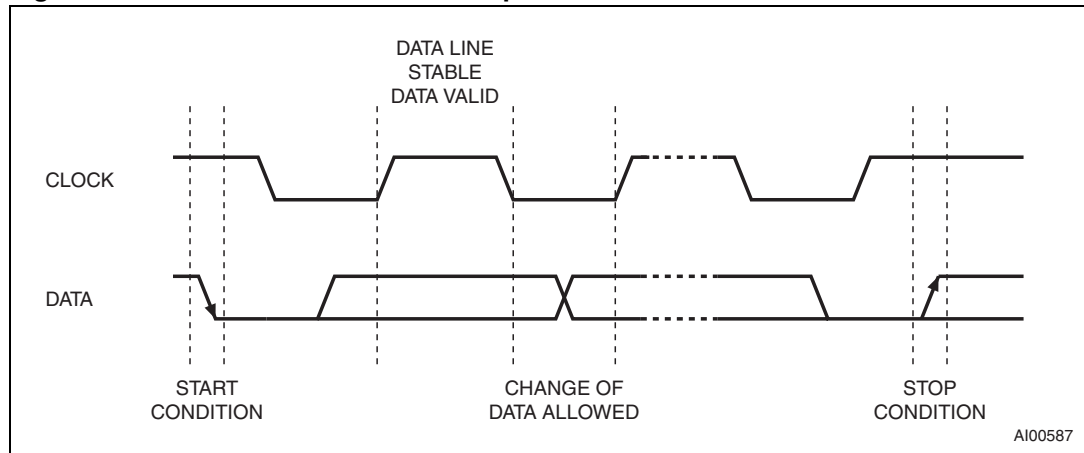 DATA LINE
STABLE
DATA VALID
CLOCK
DATA
START
CONDITION
CHANGE OF
DATA ALLOWED
STOP
CONDITION
AI00587